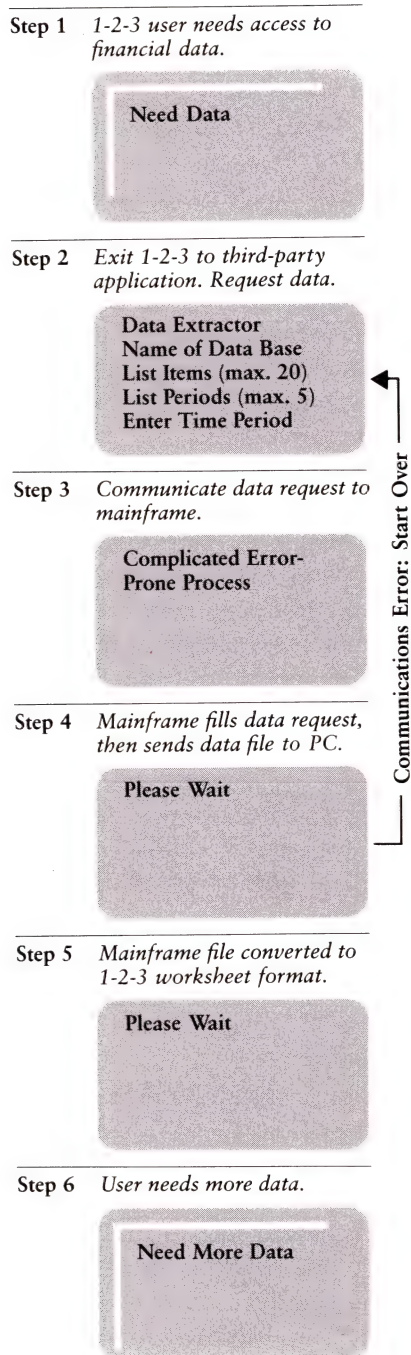 Step 1 1-2-3 user needs access to
financial data.
Need Data
Step 2 Exit 1-2-3 to third-party
application. Request data.
Data Extractor
Name of Data Base
List Items (max. 20)
List Periods (max. 5)
Enter Time Period
Step 3 Communicate data request to
mainframe.
Complicated Error-
Prone Process
Step 4 Mainframe fills data request,
then sends data file to PC.
Please Wait
Communications Error: Start Over
Step 5 Mainframe file converted to
1-2-3 worksheet format.
Please Wait
Step 6 User needs more data.
Need More Data